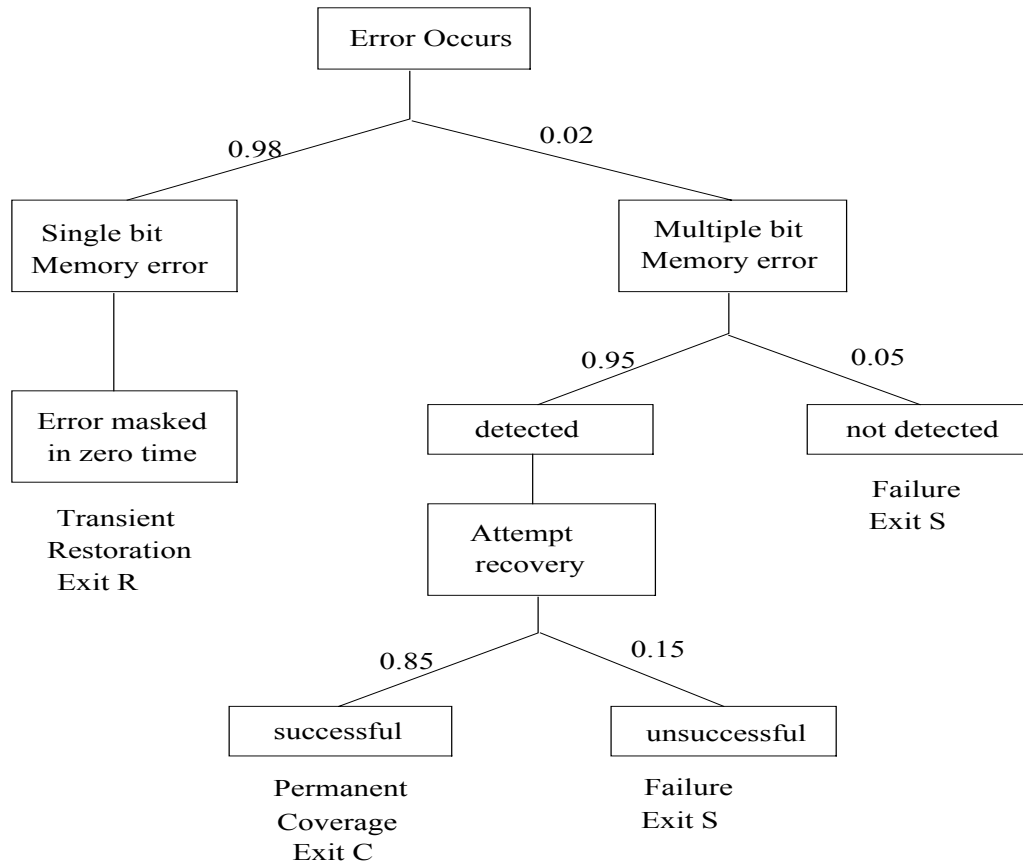 Error Occurs
0.98
0.02
Single bit
Memory error
Multiple bit
Memory error
0.95
0.05
Error masked
in zero time
detected
not detected
Transient
Restoration
Exit R
Failure
Exit S
Attempt
recovery
0.85
0.15
successful
unsuccessful
Permanent
Coverage
Exit C
Failure
Exit S